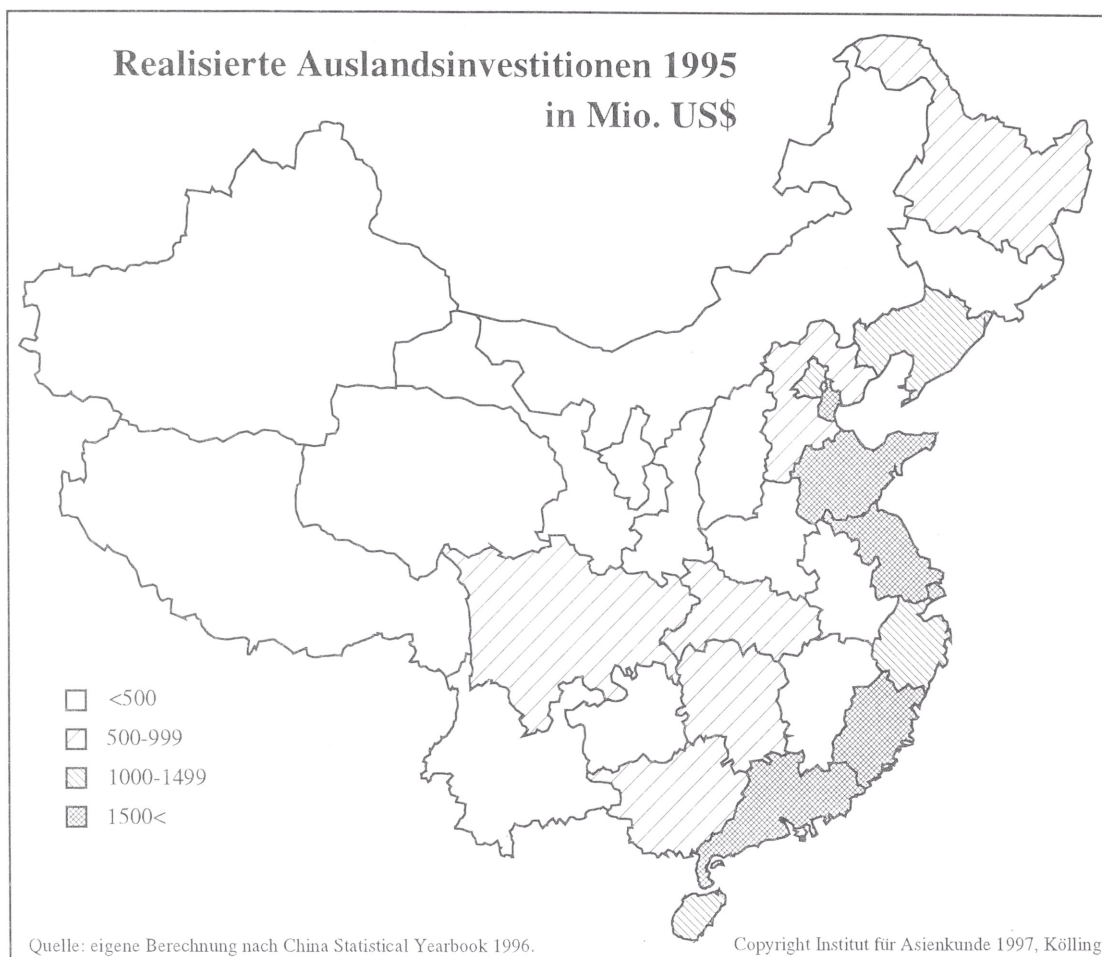 Realisierte Auslandsinvestitionen 1995
in Mio. US$
<500
500-999
1000-1499
1500<
Quelle: eigene Berechnung nach China Statistical Yearbook 1996.
Copyright Institut für Asienkunde 1997, Kölling